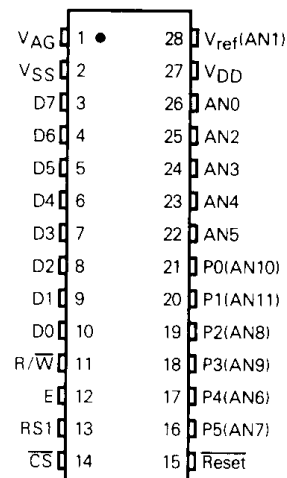 VAG 1 28 Vref(AN1)
VSS 2 27 VDD
D7 3 26 AN0
D6 4 25 AN2
D5 5 24 AN3
D4 6 23 AN4
D3 7 22 AN5
D2 8 21 P0(AN10)
D1 9 20 P1(AN11)
D0 10 19 P2(AN8)
R/W̅ 11 18 P3(AN9)
E 12 17 P4(AN6)
RS1 13 16 P5(AN7)
C̅S̅ 14 15 R̅e̅s̅e̅t̅